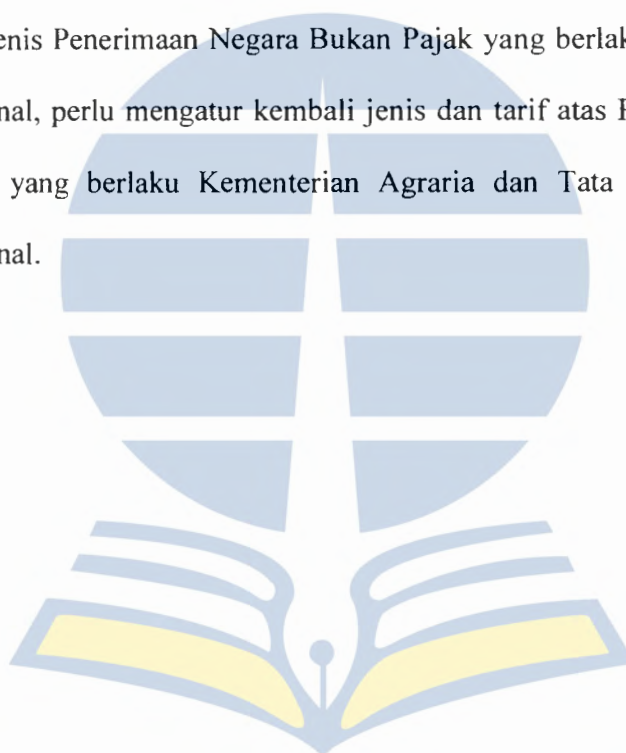 enis Penerimaan Negara Bukan Pajak yang berlak
nal, perlu mengatur kembali jenis dan tarif atas
yang berlaku Kementerian Agraria dan Tata
nal.